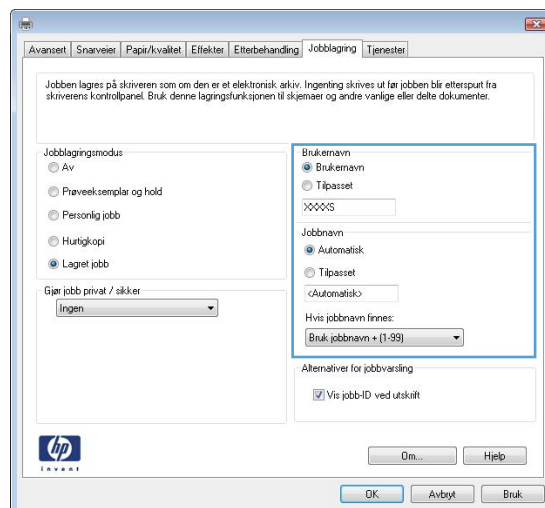 Avansert Snarveier Papir/kvalitet Effekter Etterbehandling Jobblagring Tjenester
Jobben lagres på skriveren som om den er et elektronisk arkiv. Ingenting skrives ut før jobben blir etterspurt fra
skriverens kontrollpanel. Bruk denne lagringsfunksjonen til skjemaer og andre vanlige eller delte dokumenter.
Jobblagringsmodus
Av
Prøveeksemplar og hold
Personlig jobb
Hurtigkopi
Lagret jobb
Gjør jobb privat / sikker
Ingen
Brukernavn
Brukernavn
Tilpasset
XXXXS
Jobbnavn
Automatisk
Tilpasset
<Automatisk>
Hvis jobbnavn finnes:
Bruk jobbnavn + (1-99)
Alternativer for jobbvarsling
Vis jobb-ID ved utskrift
hp
invent
Om... Hjelp
OK Avbryt Bruk